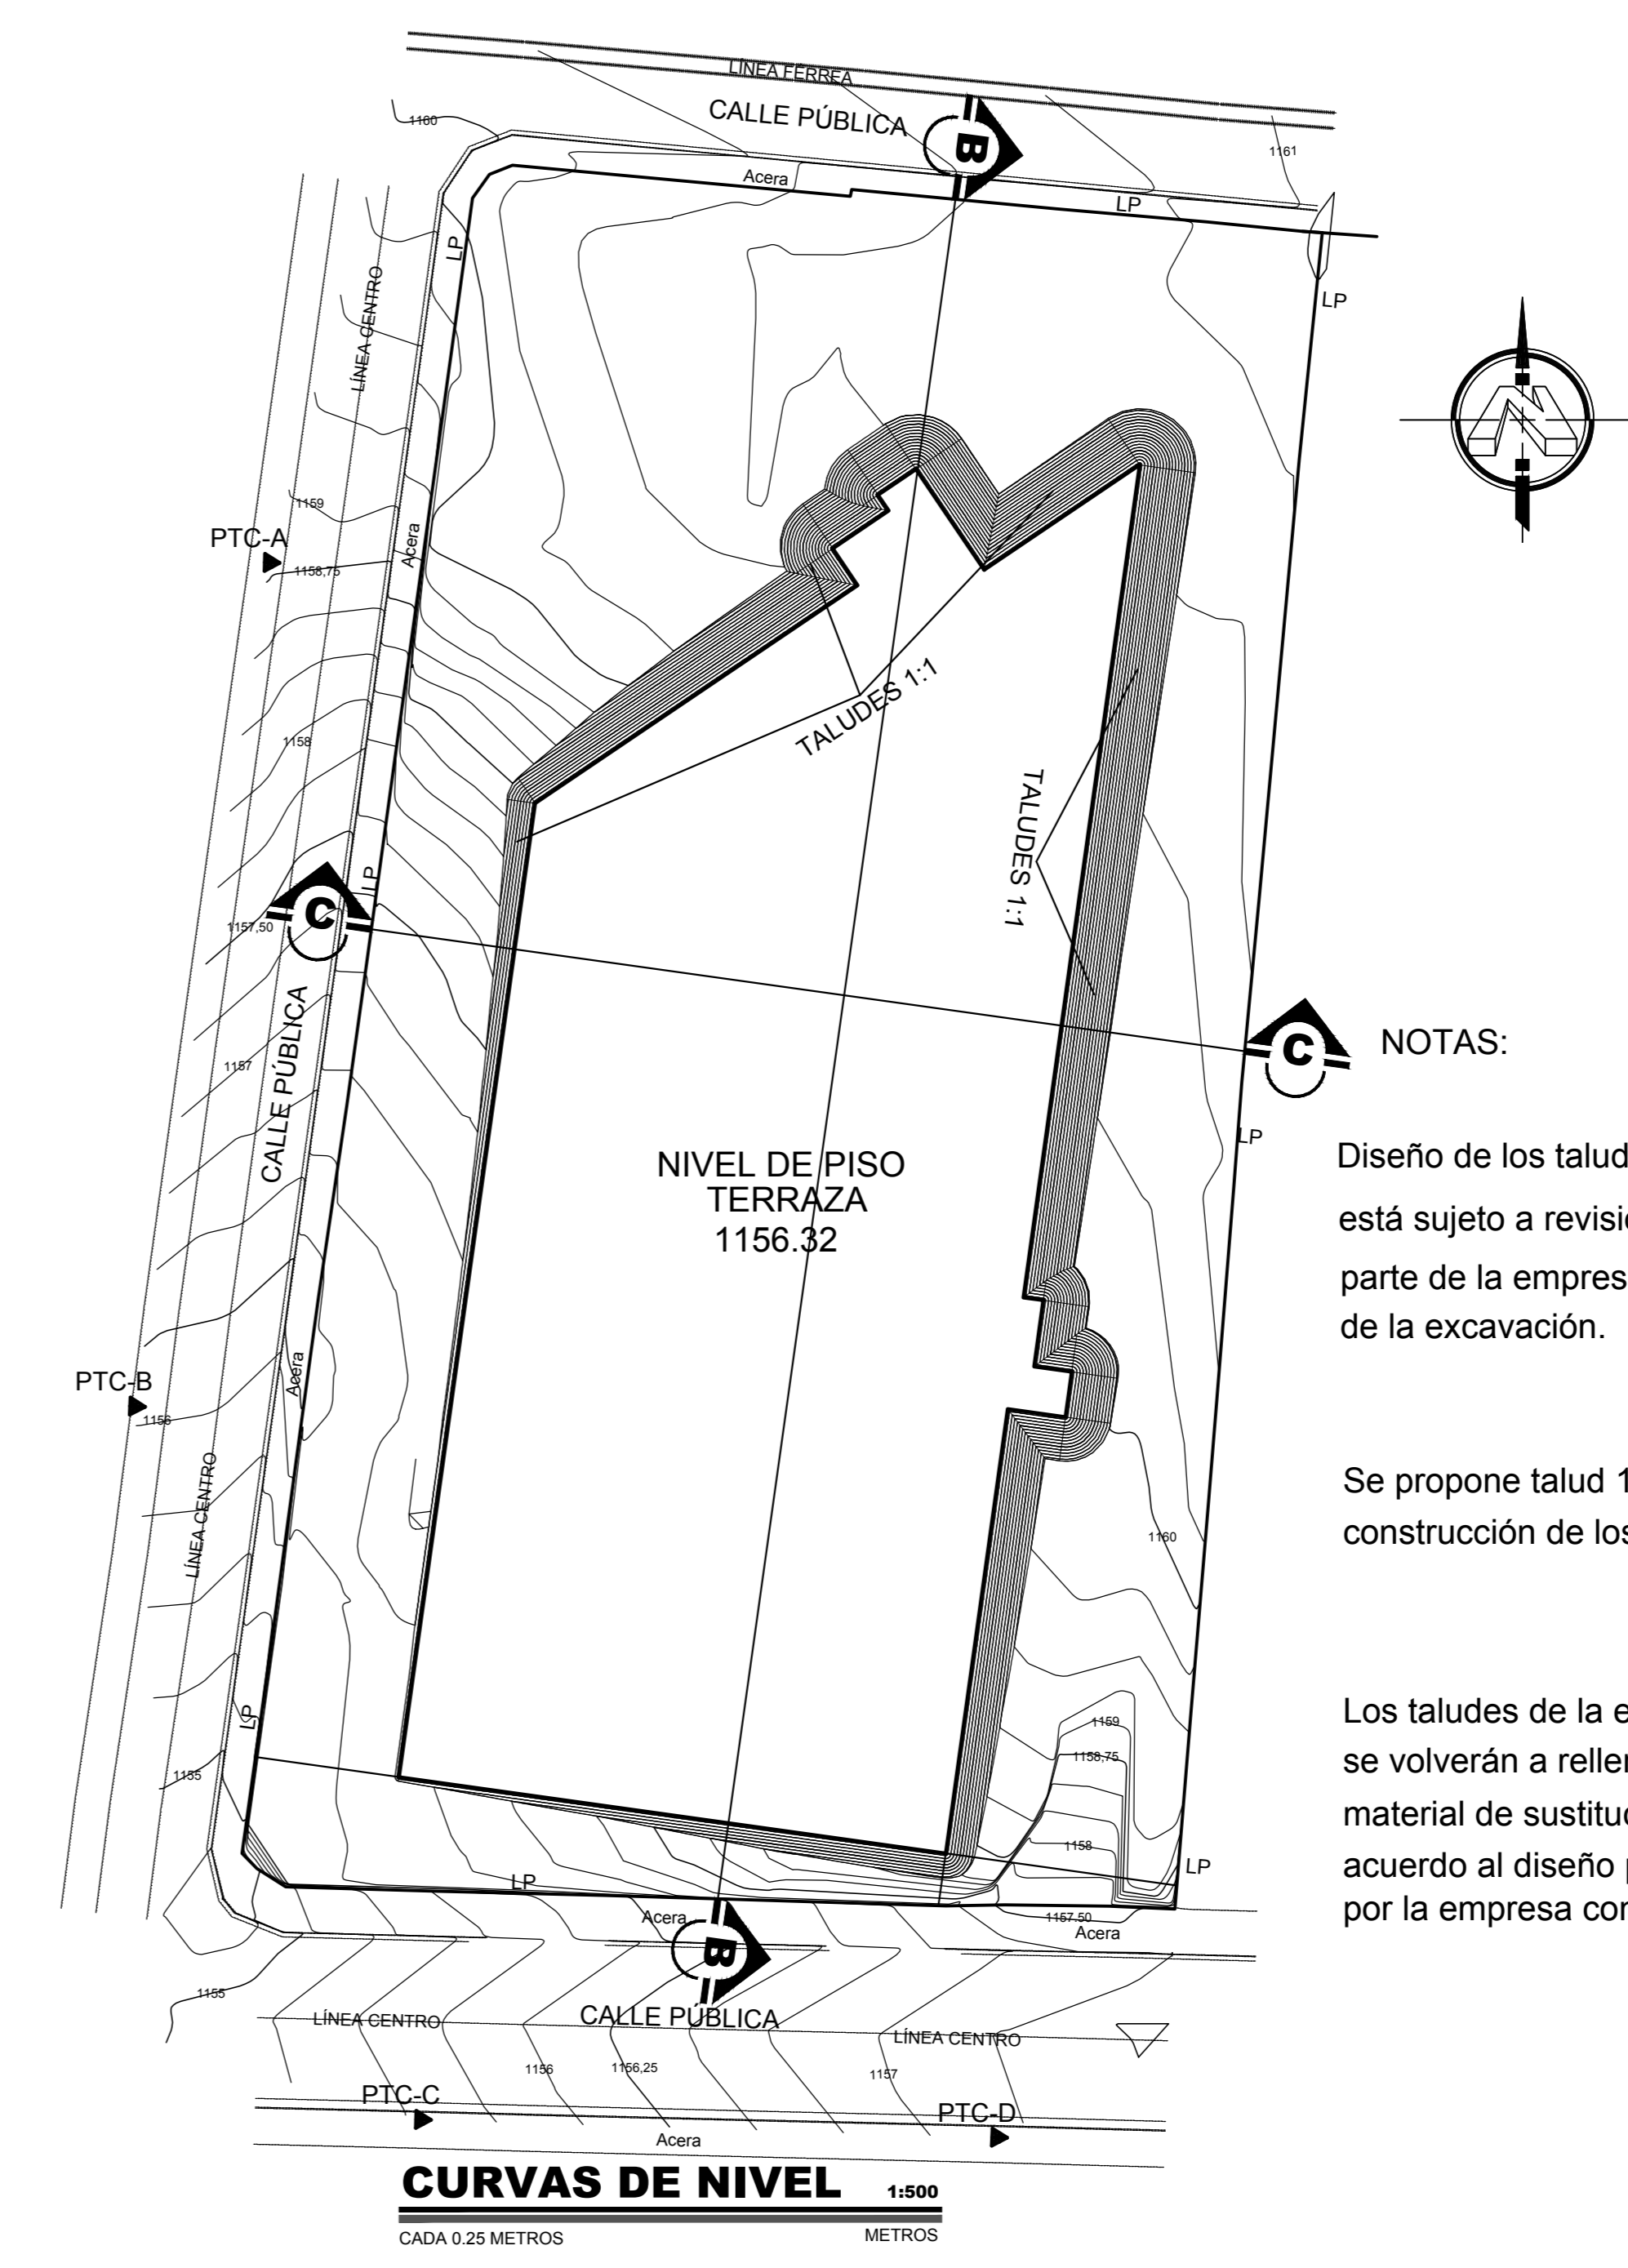 LÍNEA FÉRREA
CALLE PÚBLICA
B
1160
1161
Acera
LP
LP
LP
LÍNEA CENTRO
N
1159
PTC-A
Acera
1158,75
TALUDES 1:1
1158
TALUDES 1:1
LP
C
1157,50
CALLE PÚBLICA
C
NOTAS:
1157
LP
NIVEL DE PISO
TERRAZA
1156.32
Diseño de los talud
está sujeto a revisi
parte de la empres
de la excavación.
Acera
PTC-B
1156
LÍNEA CENTRO
Se propone talud 1
construcción de los
1160
LP
1159
1158,75
1155
1158
Los taludes de la e
se volverán a reller
material de sustitu
acuerdo al diseño p
por la empresa con
LP
LP
Acera
1157.50
Acera
B
1155
LÍNEA CENTRO
CALLE PÚBLICA
LÍNEA CENTRO
1156
1156,25
1157
PTC-C
PTC-D
Acera
CURVAS DE NIVEL 1:500
CADA 0.25 METROS METROS